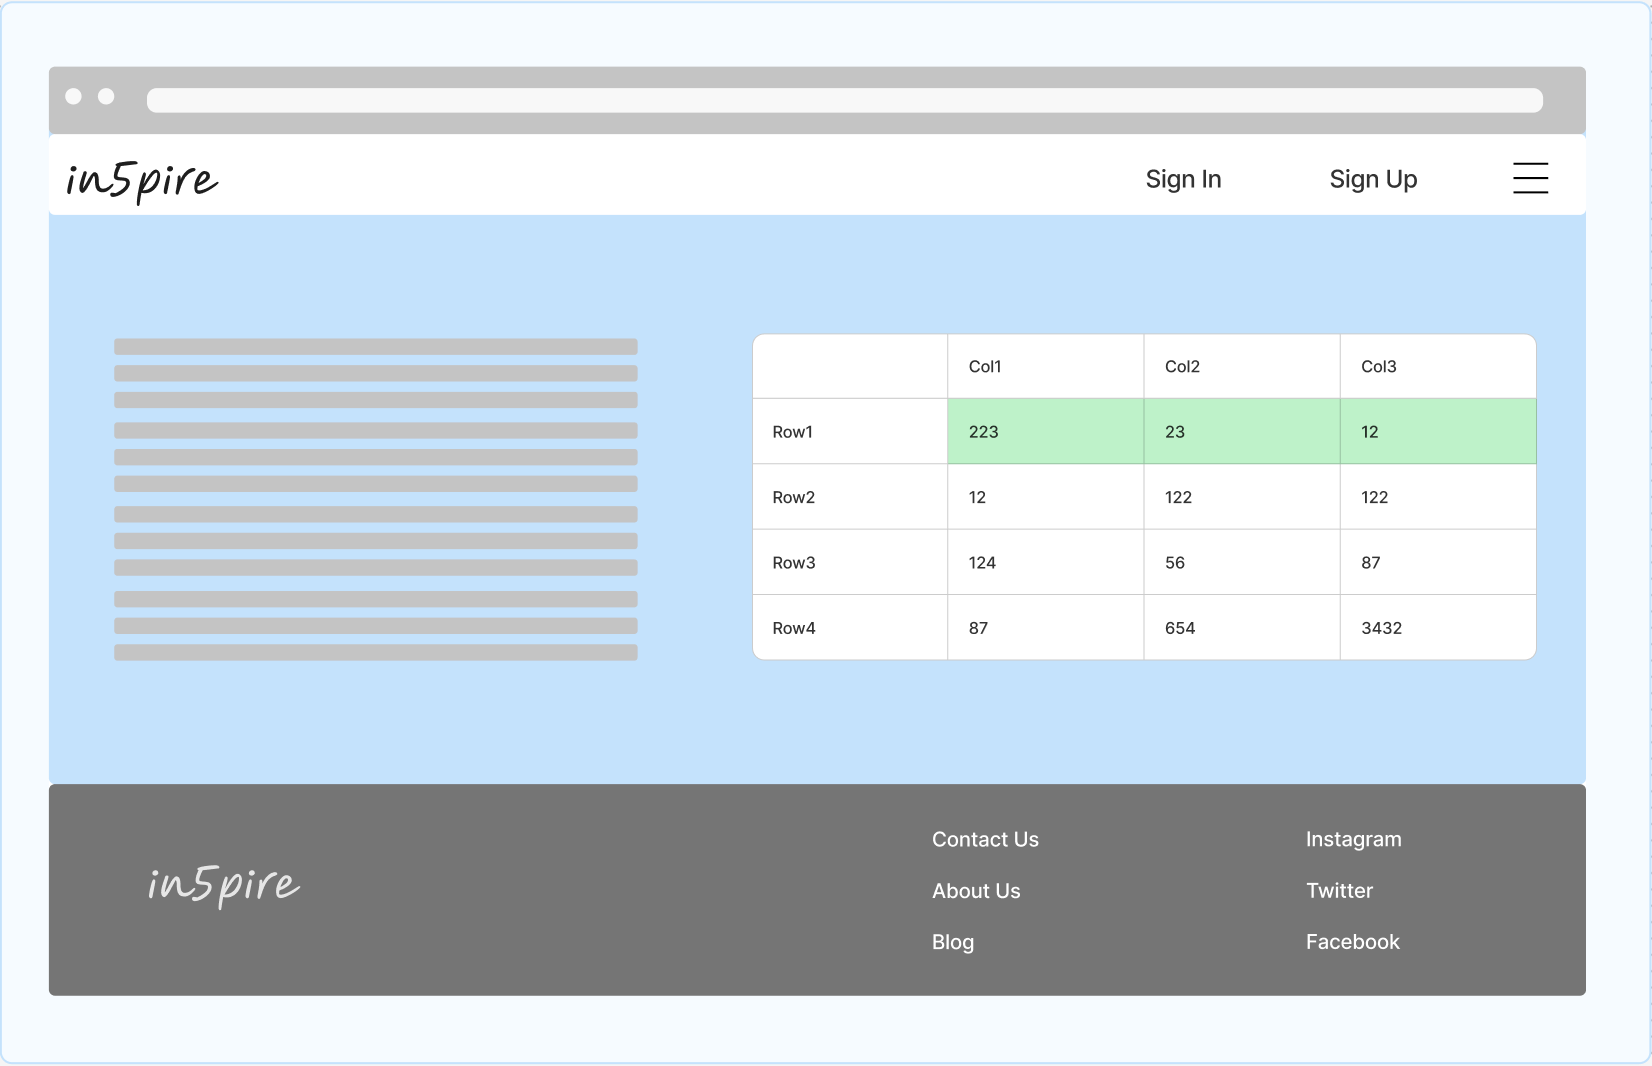 in5pire
Sign In Sign Up
Col1 Col2 Col3
Row1 223 23 12
Row2 12 122 122
Row3 124 56 87
Row4 87 654 3432
in5pire
Contact Us
About Us
Blog
Instagram
Twitter
Facebook